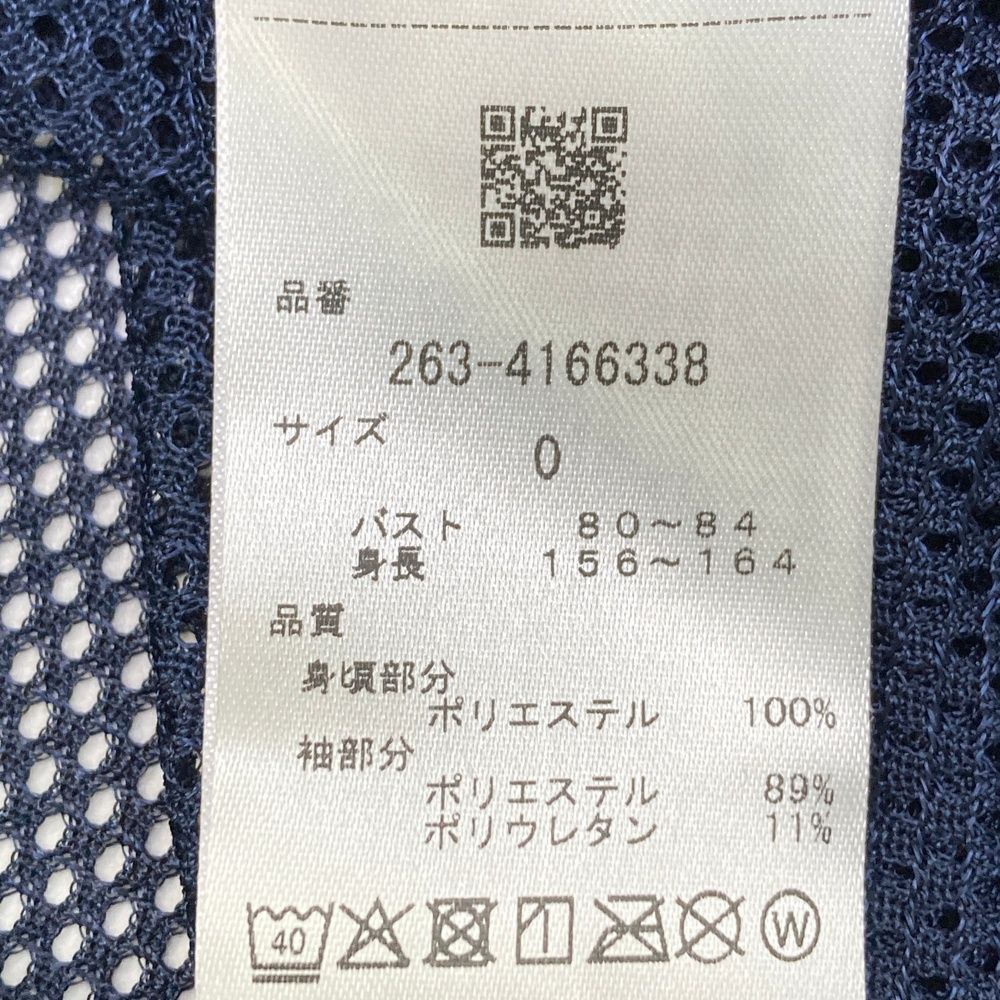 品番
263-4166338
サイズ
0
バスト 80～84
身長 156～164
品質
身頃部分
ポリエステル 100%
袖部分
ポリエステル 89%
ポリウレタン 11%
40 W